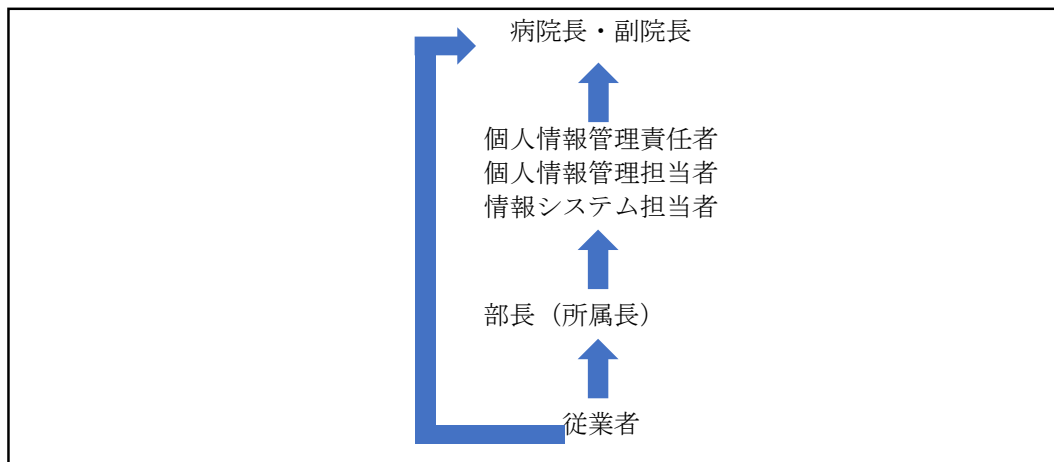 病院長・副院長
個人情報管理責任者
個人情報管理担当者
情報システム担当者
部長（所属長）
従業者